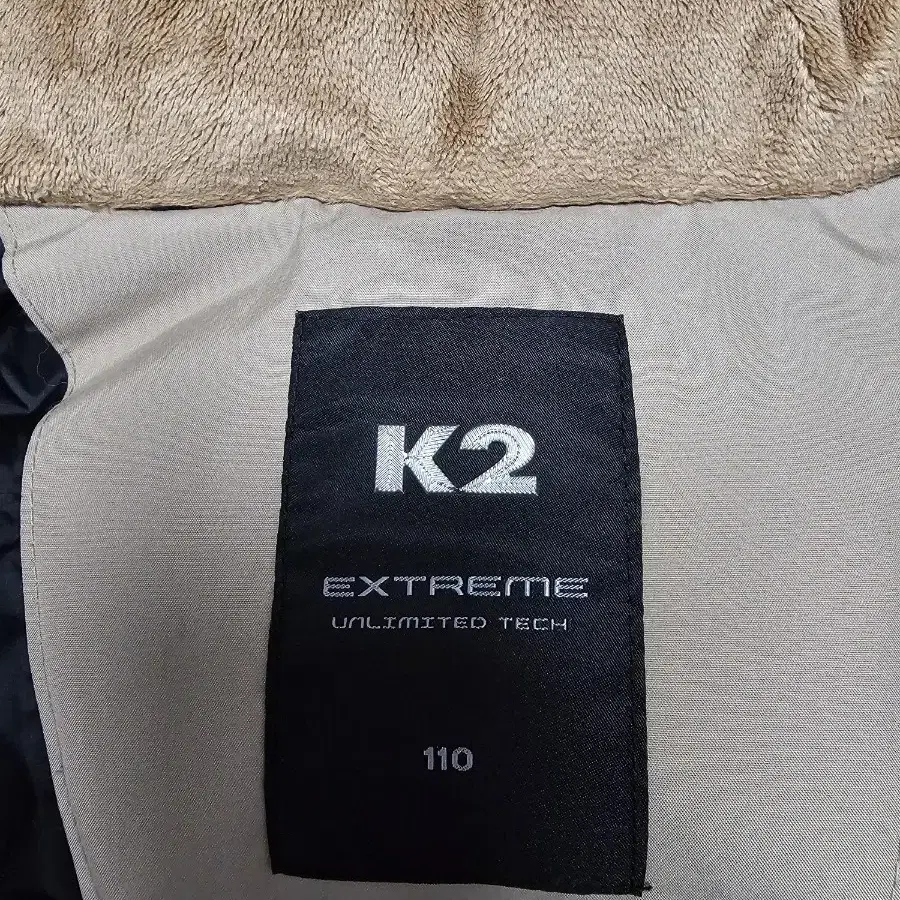 K2
EXTREME
UNLIMITED TECH
110